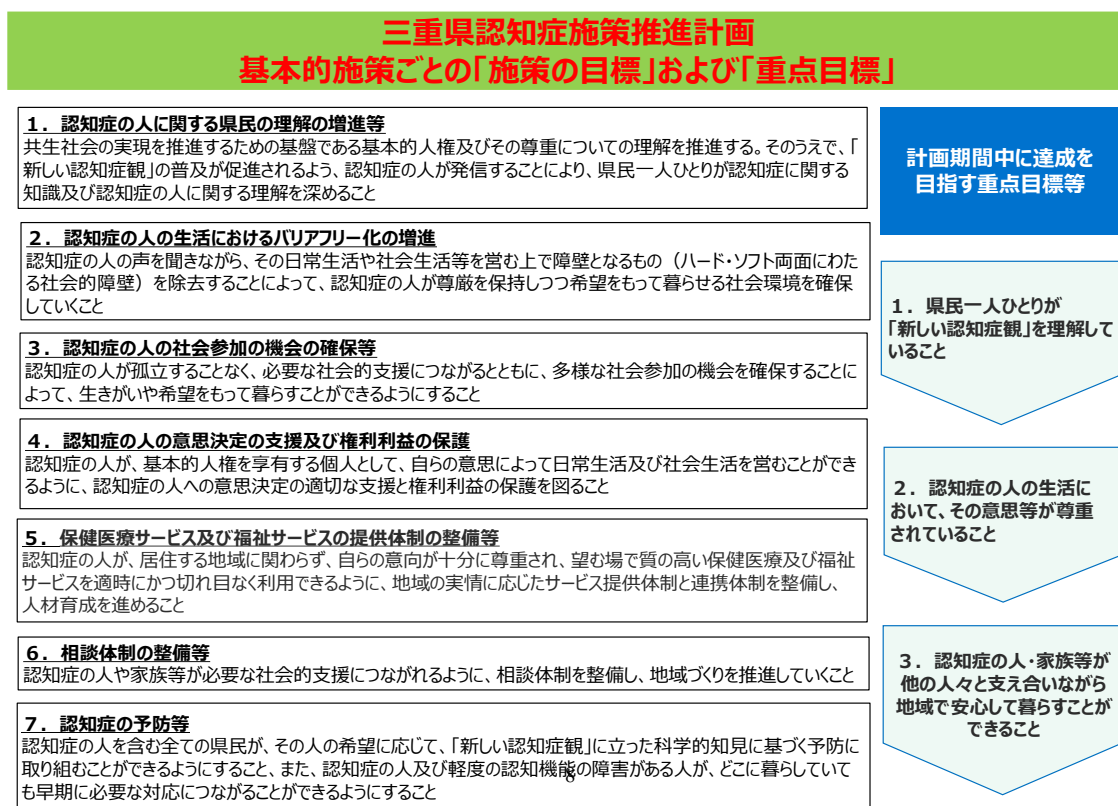 三重県認知症施策推進計画
基本的施策ごとの「施策の目標」および「重点目標」
１．認知症の人に関する県民の理解の増進等
共生社会の実現を推進するための基盤である基本的人権及びその尊重についての理解を推進する。そのうえで、「
新しい認知症観」の普及が促進されるよう、認知症の人が発信することにより、県民一人ひとりが認知症に関する
知識及び認知症の人に関する理解を深めること
２．認知症の人の生活におけるバリアフリー化の増進
認知症の人の声を聞きながら、その日常生活や社会生活等を営む上で障壁となるもの（ハード・ソフト両面にわた
る社会的障壁）を除去することによって、認知症の人が尊厳を保持しつつ希望をもって暮らせる社会環境を確保
していくこと
３．認知症の人の社会参加の機会の確保等
認知症の人が孤立することなく、必要な社会的支援につながるとともに、多様な社会参加の機会を確保することに
よって、生きがいや希望をもって暮らすことができるようにすること
４．認知症の人の意思決定の支援及び権利利益の保護
認知症の人が、基本的人権を享有する個人として、自らの意思によって日常生活及び社会生活を営むことができ
るように、認知症の人への意思決定の適切な支援と権利利益の保護を図ること
５．保健医療サービス及び福祉サービスの提供体制の整備等
認知症の人が、居住する地域に関わらず、自らの意向が十分に尊重され、望む場で質の高い保健医療及び福祉
サービスを適時にかつ切れ目なく利用できるように、地域の実情に応じたサービス提供体制と連携体制を整備し、
人材育成を進めること
６．相談体制の整備等
認知症の人や家族等が必要な社会的支援につながれるように、相談体制を整備し、地域づくりを推進していくこと
７．認知症の予防等
認知症の人を含む全ての県民が、その人の希望に応じて、「新しい認知症観」に立った科学的知見に基づく予防に
取り組むことができるようにすること、また、認知症の人及び軽度の認知機能の障害がある人が、どこに暮らしていて
も早期に必要な対応につながることができるようにすること
8
計画期間中に達成を
目指す重点目標等
１．県民一人ひとりが
「新しい認知症観」を理解して
いること
２．認知症の人の生活に
おいて、その意思等が尊重
されていること
３．認知症の人・家族等が
他の人々と支え合いながら
地域で安心して暮らすことが
できること